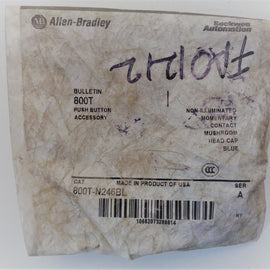 AB Allen-Bradley
Rockwell
Automation
BULLETIN
800T
PUSH BUTTON
ACCESSORY
NON-ILLUMINATED
MOMENTARY
CONTACT
MUSHROOM
HEAD CAP
BLUE
CAT
MADE IN PRODUCT OF USA
SER
800T-N246BL
A